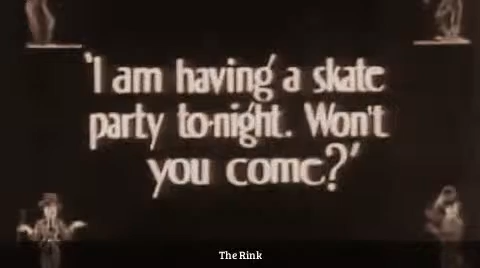 'I am having a skate
party to-night. Won't
you come?'
The Rink